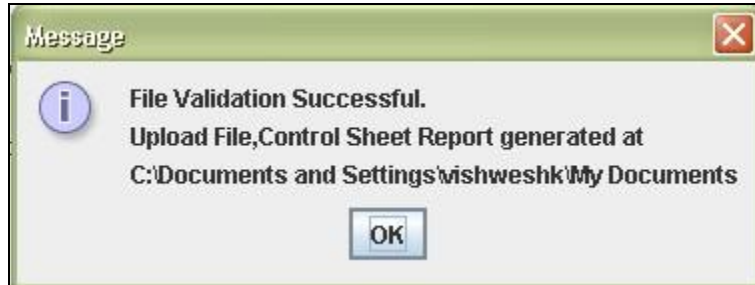 Message
File Validation Successful.
Upload File,Control Sheet Report generated at
C:\Documents and Settings\vishweshk\My Documents
OK